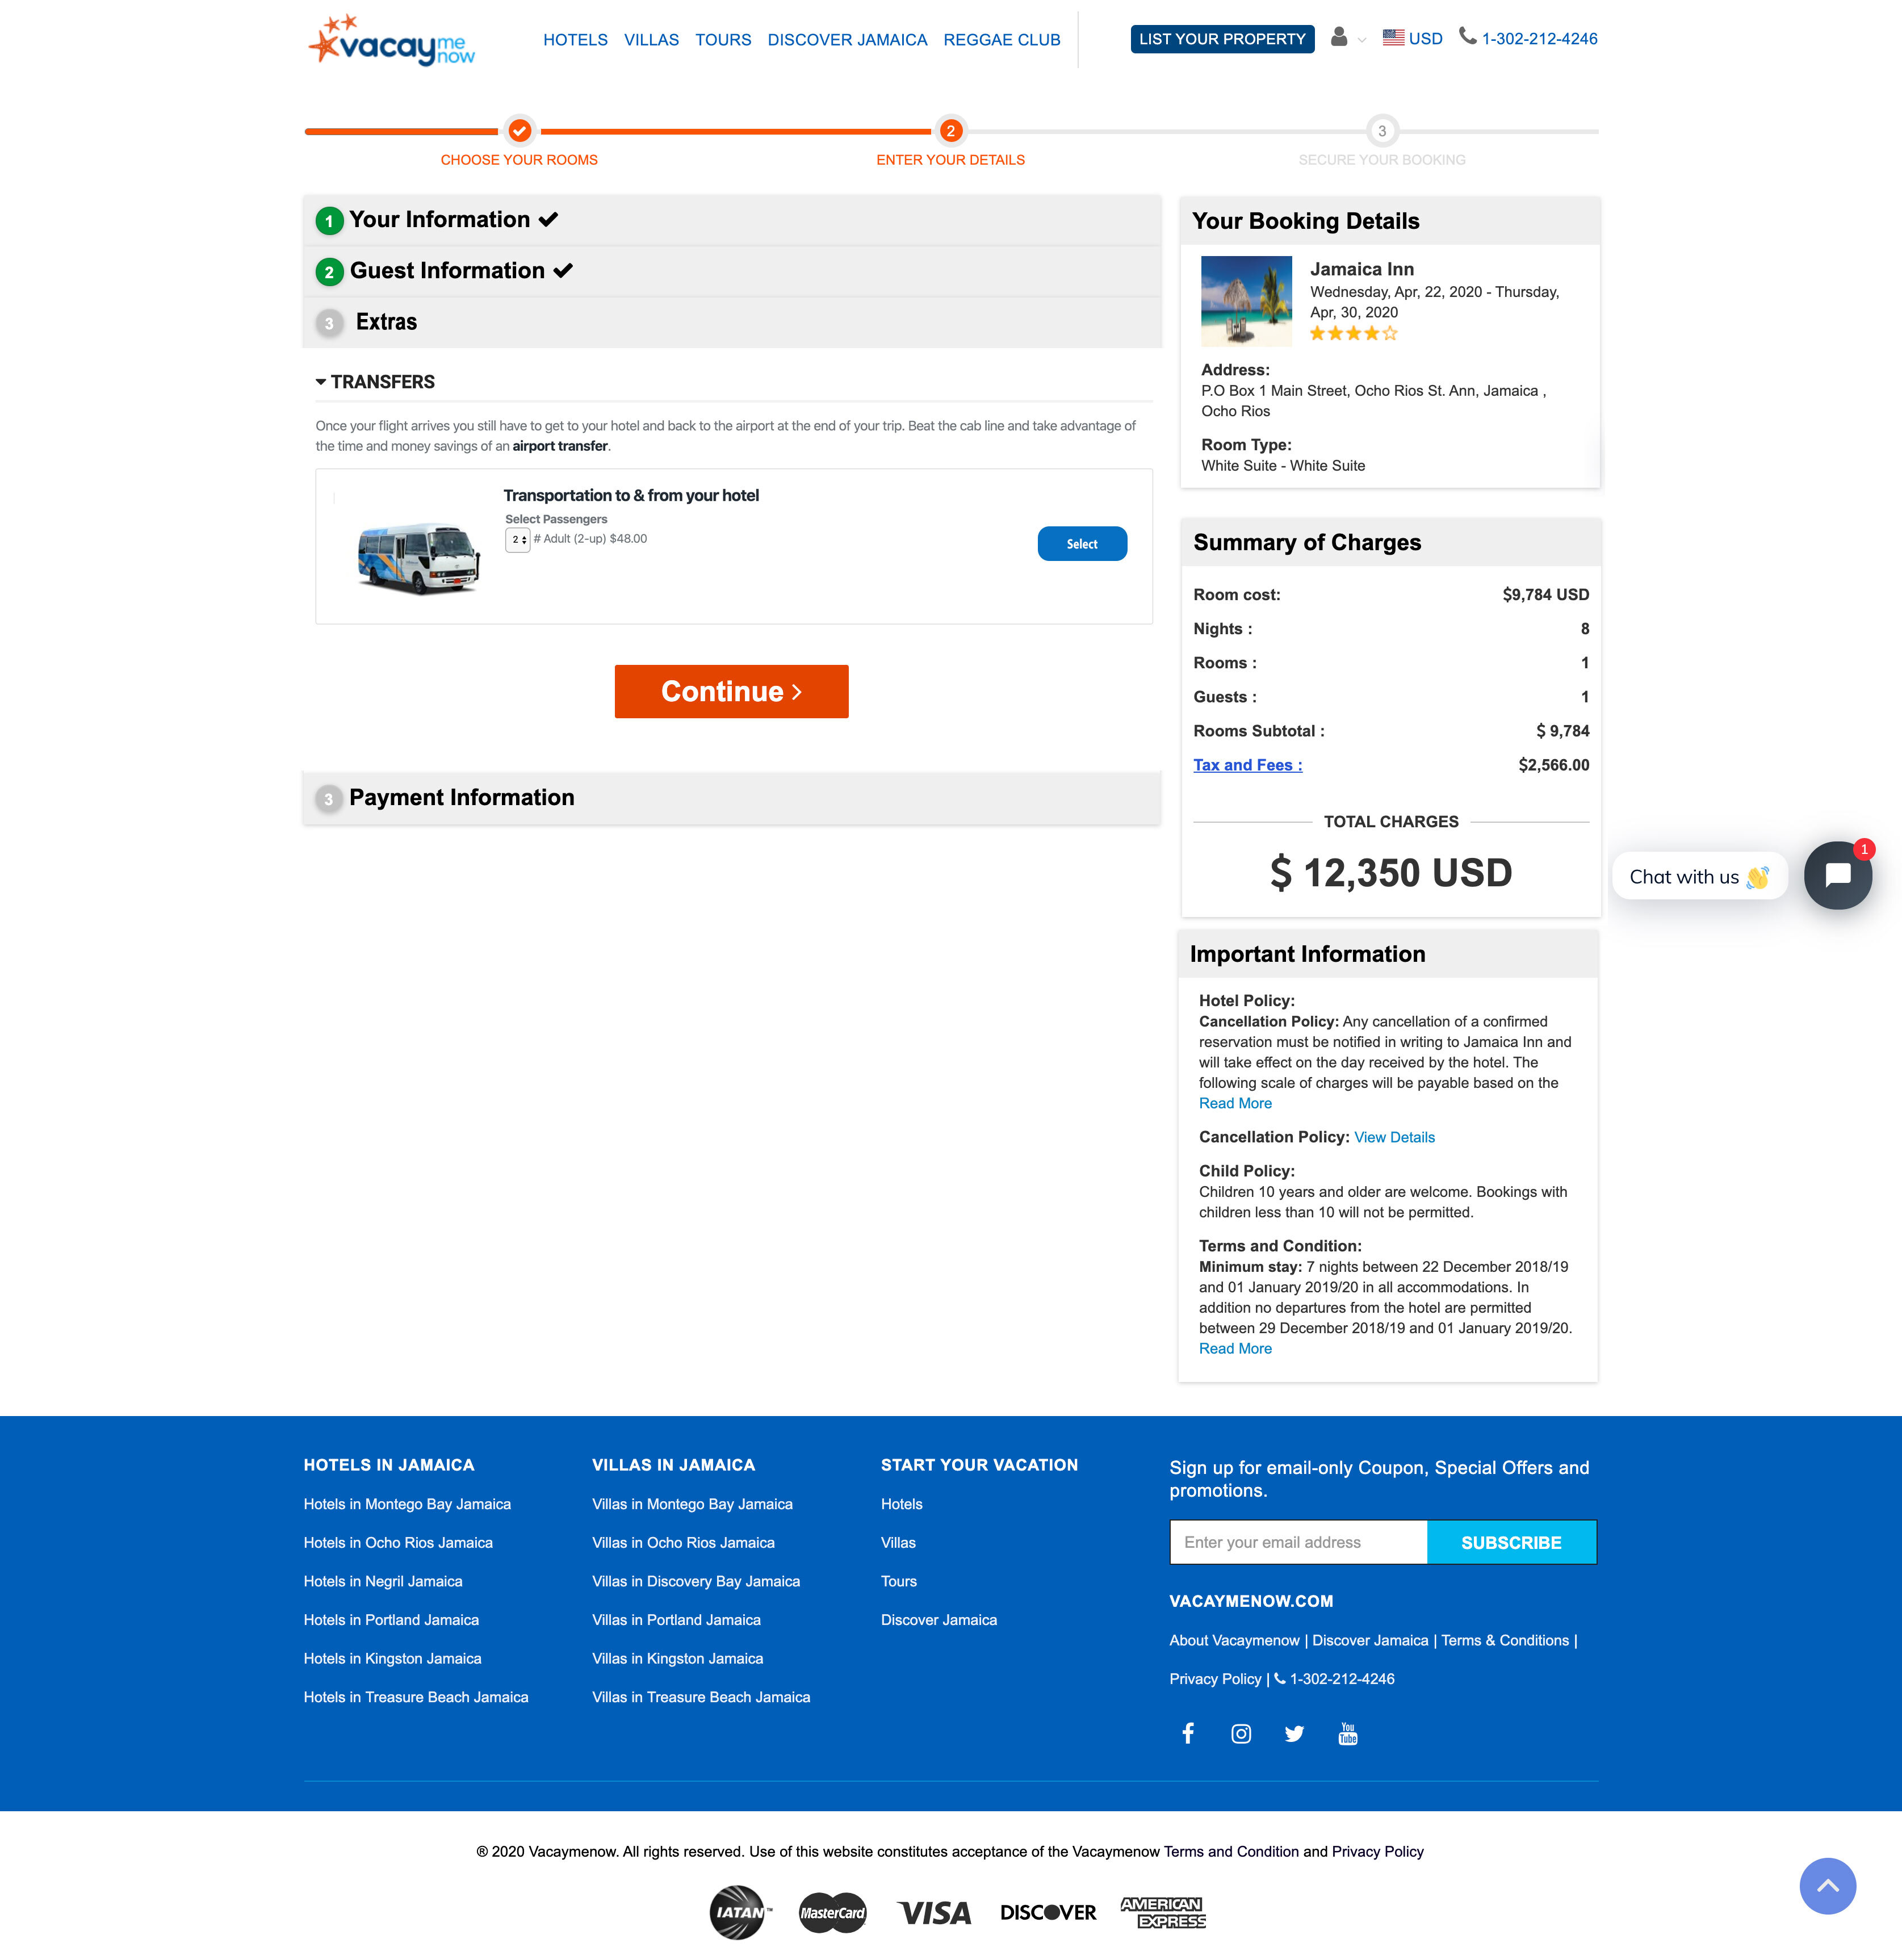 vacay me now
HOTELS VILLAS TOURS DISCOVER JAMAICA REGGAE CLUB
LIST YOUR PROPERTY USD 1-302-212-4246
2 3
CHOOSE YOUR ROOMS ENTER YOUR DETAILS SECURE YOUR BOOKING
1 Your Information
2 Guest Information
3 Extras
TRANSFERS
Once your flight arrives you still have to get to your hotel and back to the airport at the end of your trip. Beat the cab line and take advantage of
the time and money savings of an airport transfer.
Transportation to & from your hotel
Select Passengers
2 # Adult (2-up) $48.00
Select
Continue
3 Payment Information
Your Booking Details
Jamaica Inn
Wednesday, Apr, 22, 2020 - Thursday,
Apr, 30, 2020
Address:
P.O Box 1 Main Street, Ocho Rios St. Ann, Jamaica ,
Ocho Rios
Room Type:
White Suite - White Suite
Summary of Charges
Room cost: $9,784 USD
Nights : 8
Rooms : 1
Guests : 1
Rooms Subtotal : $ 9,784
Tax and Fees : $2,566.00
TOTAL CHARGES
$ 12,350 USD
Chat with us 1
Important Information
Hotel Policy:
Cancellation Policy: Any cancellation of a confirmed
reservation must be notified in writing to Jamaica Inn and
will take effect on the day received by the hotel. The
following scale of charges will be payable based on the
Read More
Cancellation Policy: View Details
Child Policy:
Children 10 years and older are welcome. Bookings with
children less than 10 will not be permitted.
Terms and Condition:
Minimum stay: 7 nights between 22 December 2018/19
and 01 January 2019/20 in all accommodations. In
addition no departures from the hotel are permitted
between 29 December 2018/19 and 01 January 2019/20.
Read More
HOTELS IN JAMAICA
Hotels in Montego Bay Jamaica
Hotels in Ocho Rios Jamaica
Hotels in Negril Jamaica
Hotels in Portland Jamaica
Hotels in Kingston Jamaica
Hotels in Treasure Beach Jamaica
VILLAS IN JAMAICA
Villas in Montego Bay Jamaica
Villas in Ocho Rios Jamaica
Villas in Discovery Bay Jamaica
Villas in Portland Jamaica
Villas in Kingston Jamaica
Villas in Treasure Beach Jamaica
START YOUR VACATION
Hotels
Villas
Tours
Discover Jamaica
Sign up for email-only Coupon, Special Offers and
promotions.
Enter your email address SUBSCRIBE
VACAYMENOW.COM
About Vacaymenow | Discover Jamaica | Terms & Conditions |
Privacy Policy | 1-302-212-4246
You Tube
® 2020 Vacaymenow. All rights reserved. Use of this website constitutes acceptance of the Vacaymenow Terms and Condition and Privacy Policy
IATAN™ MasterCard VISA DISCOVER AMERICAN EXPRESS